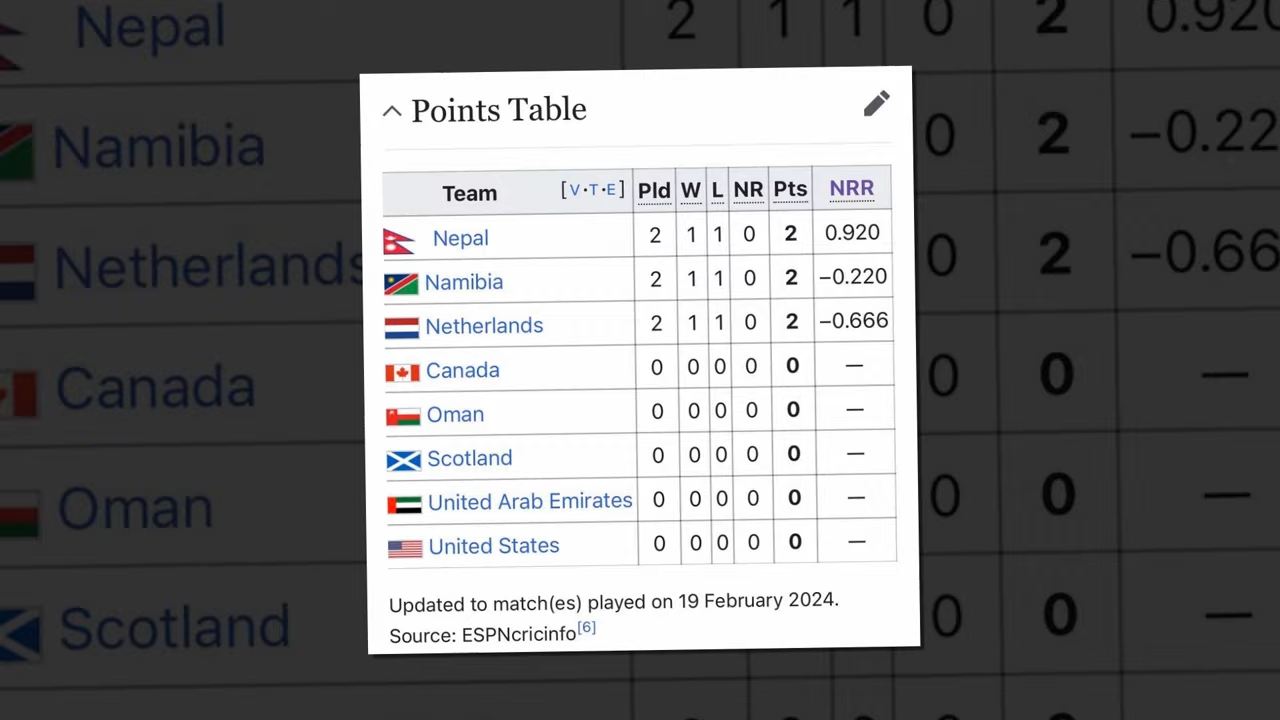 Nepal 2 1 1 0 2 0.920
Namibia 0 2 −0.22
Netherlands 0 2 −0.66
Canada 0 0 —
Oman 0 0 —
Scotland 0 0 —
Points Table
Team [V·T·E] Pld W L NR Pts NRR
Nepal 2 1 1 0 2 0.920
Namibia 2 1 1 0 2 −0.220
Netherlands 2 1 1 0 2 −0.666
Canada 0 0 0 0 0 —
Oman 0 0 0 0 0 —
Scotland 0 0 0 0 0 —
United Arab Emirates 0 0 0 0 0 —
United States 0 0 0 0 0 —
Updated to match(es) played on 19 February 2024.
Source: ESPNcricinfo[6]